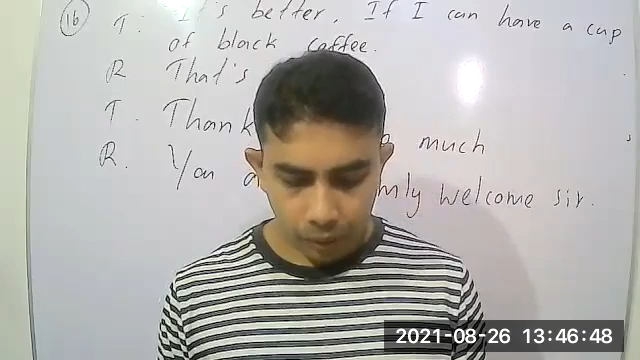 16 T: It's better, If I can have a cup
of black coffee.
R That's
T. Thank much
R. You mly welcome sir.
2021-08-26 13:46:48